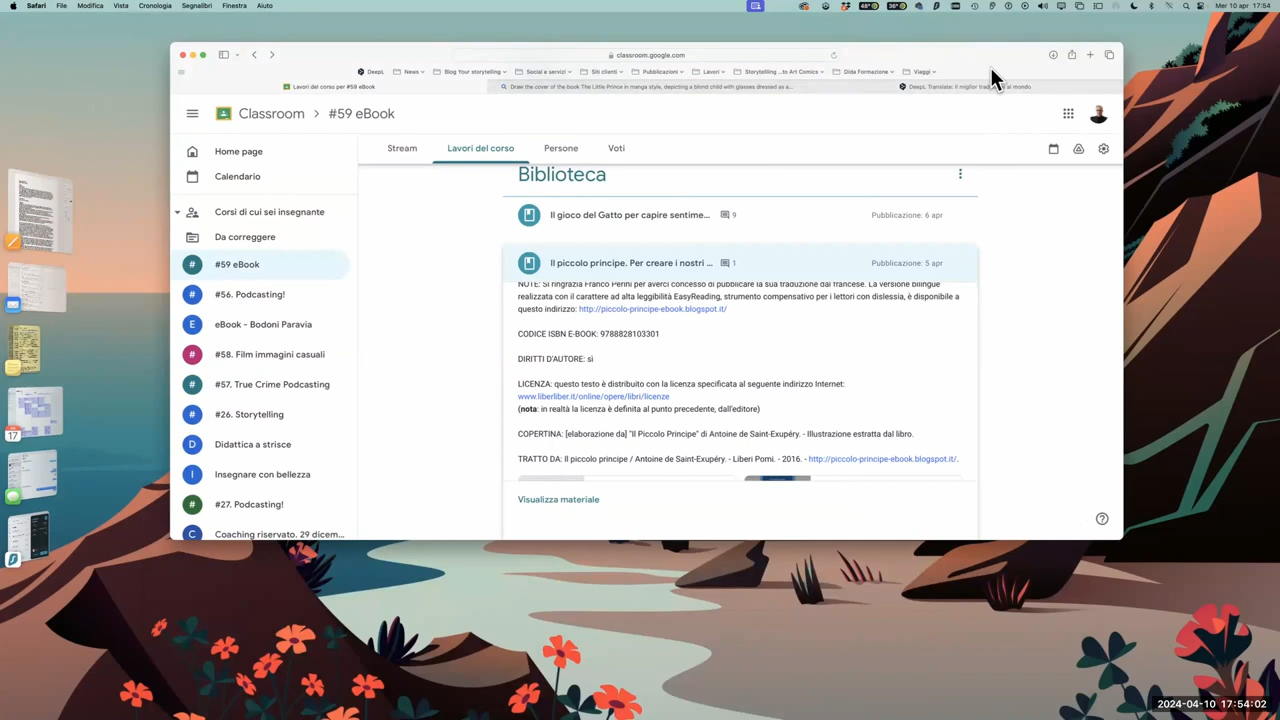 Safari File Modifica Vista Cronologia Segnalibri Finestra Aiuto
48° 36° Mer 10 apr 17:54
classroom.google.com
DeepL News Blog Your storytelling Social e servizi Siti clienti Pubblicazioni Lavori Storytelling ...to Art Comics Dida Formazione Viaggi
Lavori del corso per #59 eBook
Draw the cover of the book The Little Prince in manga style, depicting a blond child with glasses dressed as a...
DeepL Translate: Il miglior tradu al mondo
Classroom > #59 eBook
Stream Lavori del corso Persone Voti
Home page
Calendario
Corsi di cui sei insegnante
Da correggere
# #59 eBook
# #56. Podcasting!
E eBook - Bodoni Paravia
# #58. Film immagini casuali
# #57. True Crime Podcasting
# #26. Storytelling
D Didattica a strisce
I Insegnare con bellezza
# #27. Podcasting!
C Coaching riservato. 29 dicem...
Biblioteca
Il gioco del Gatto per capire sentime... 9 Pubblicazione: 6 apr
Il piccolo principe. Per creare i nostri ... 1 Pubblicazione: 5 apr
NOTE: Si ringrazia Franco Perini per averci concesso di pubblicare la sua traduzione dal francese. La versione bilingue
realizzata con il carattere ad alta leggibilità EasyReading, strumento compensativo per i lettori con dislessia, è disponibile a
questo indirizzo: http://piccolo-principe-ebook.blogspot.it/
CODICE ISBN E-BOOK: 9788828103301
DIRITTI D'AUTORE: sì
LICENZA: questo testo è distribuito con la licenza specificata al seguente indirizzo Internet:
www.liberliber.it/online/opere/libri/licenze
(nota: in realtà la licenza è definita al punto precedente, dall'editore)
COPERTINA: [elaborazione da] "Il Piccolo Principe" di Antoine de Saint-Exupéry. - Illustrazione estratta dal libro.
TRATTO DA: Il piccolo principe / Antoine de Saint-Exupéry. - Liberi Pomi. - 2016. - http://piccolo-principe-ebook.blogspot.it/.
Visualizza materiale
17
2024-04-10 17:54:02